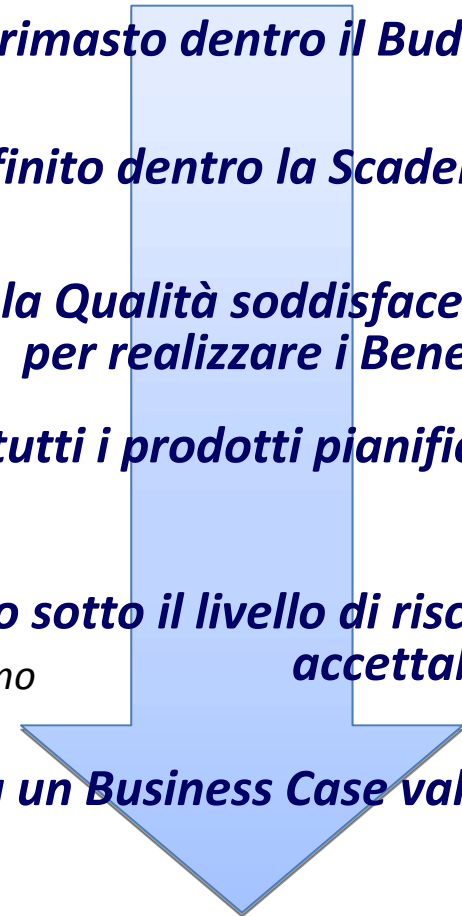 rimasto dentro il Bud
finito dentro la Scade
la Qualità soddisface
per realizzare i Bene
tutti i prodotti pianific
o sotto il livello di risc
no accettal
un Business Case val